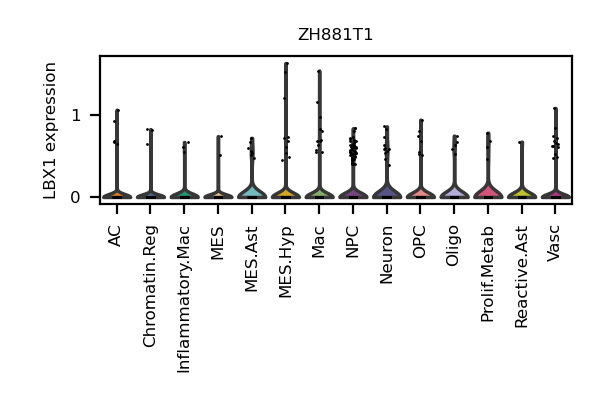 ZH881T1
LBX1 expression
1
0
AC
Chromatin.Reg
Inflammatory.Mac
MES
MES.Ast
MES.Hyp
Mac
NPC
Neuron
OPC
Oligo
Prolif.Metab
Reactive.Ast
Vasc